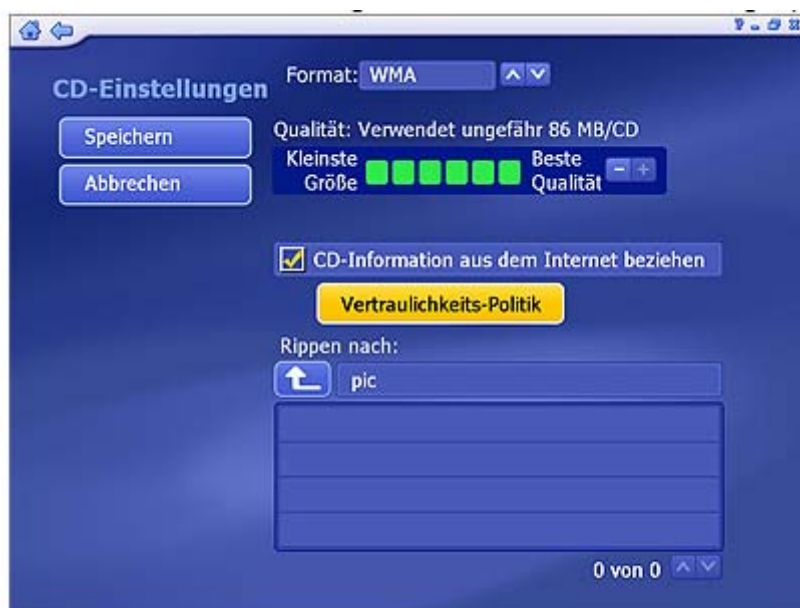 CD-Einstellungen
Speichern
Abbrechen
Format: WMA
Qualität: Verwendet ungefähr 86 MB/CD
Kleinste Größe
Beste Qualität
CD-Information aus dem Internet beziehen
Vertraulichkeits-Politik
Rippen nach:
pic
0 von 0